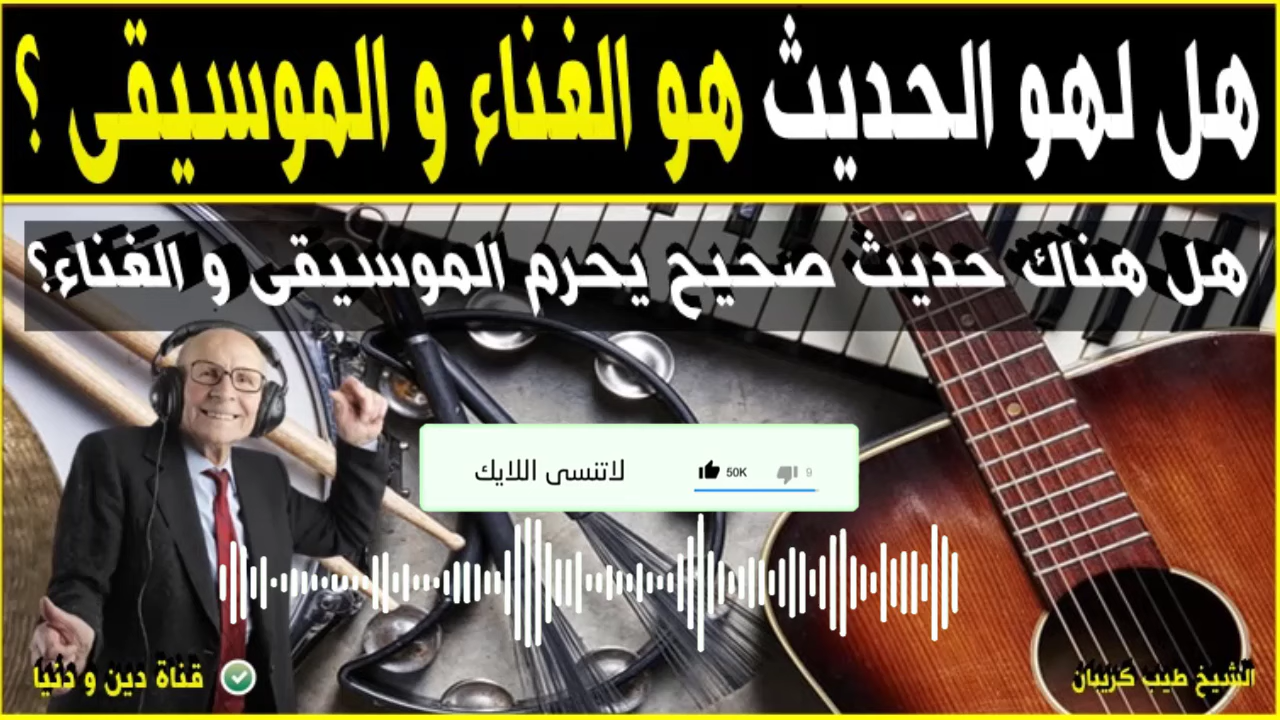 هل لهو الحديث هو الغناء و الموسيقى ؟
هل هناك حديث صحيح يحرم الموسيقى و الغناء؟
لاتنسى اللايك
50K
9
الشيخ طيب كريبان
قناة دين و دنيا